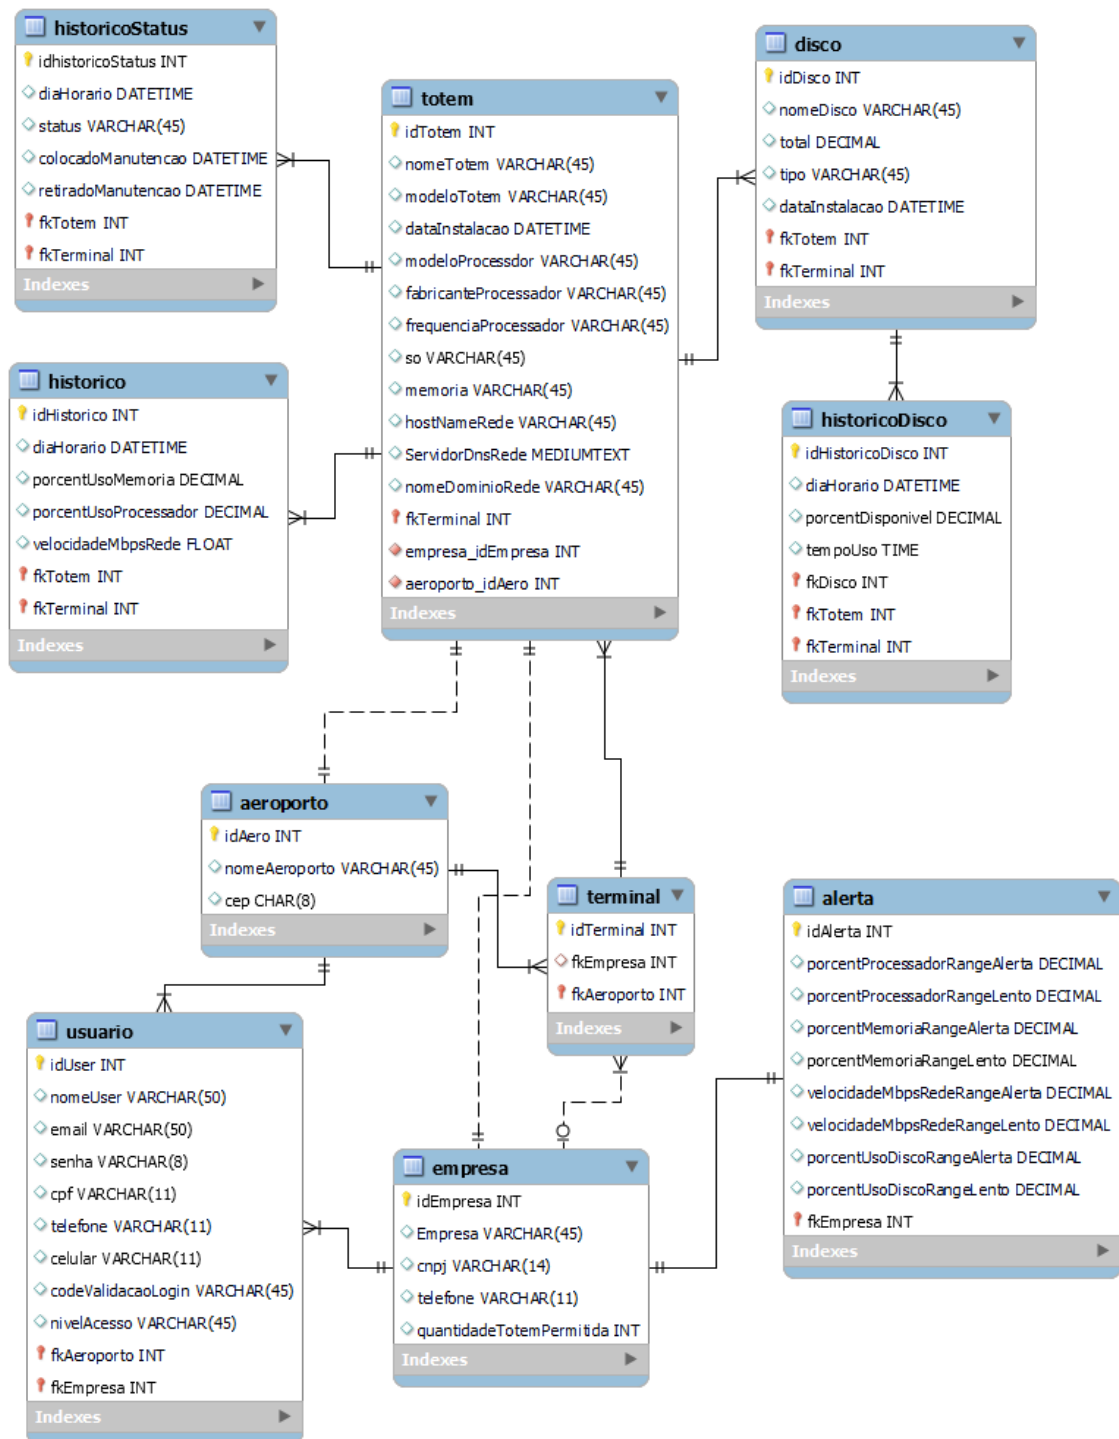 historicoStatus
idhistoricoStatus INT
diaHorario DATETIME
status VARCHAR(45)
colocadoManutencao DATETIME
retiradoManutencao DATETIME
fkTotem INT
fkTerminal INT
Indexes
totem
idTotem INT
nomeTotem VARCHAR(45)
modeloTotem VARCHAR(45)
dataInstalacao DATETIME
modeloProcessdor VARCHAR(45)
fabricanteProcessador VARCHAR(45)
frequenciaProcessador VARCHAR(45)
so VARCHAR(45)
memoria VARCHAR(45)
hostNameRede VARCHAR(45)
ServidorDnsRede MEDIUMTEXT
nomeDominioRede VARCHAR(45)
fkTerminal INT
empresa_idEmpresa INT
aeroporto_idAero INT
Indexes
disco
idDisco INT
nomeDisco VARCHAR(45)
total DECIMAL
tipo VARCHAR(45)
dataInstalacao DATETIME
fkTotem INT
fkTerminal INT
Indexes
historico
idHistorico INT
diaHorario DATETIME
porcentUsoMemoria DECIMAL
porcentUsoProcessador DECIMAL
velocidadeMbpsRede FLOAT
fkTotem INT
fkTerminal INT
Indexes
historicoDisco
idHistoricoDisco INT
diaHorario DATETIME
porcentDisponivel DECIMAL
tempoUso TIME
fkDisco INT
fkTotem INT
fkTerminal INT
Indexes
aeroporto
idAero INT
nomeAeroporto VARCHAR(45)
cep CHAR(8)
Indexes
terminal
idTerminal INT
fkEmpresa INT
fkAeroporto INT
Indexes
alerta
idAlerta INT
porcentProcessadorRangeAlerta DECIMAL
porcentProcessadorRangeLento DECIMAL
porcentMemoriaRangeAlerta DECIMAL
porcentMemoriaRangeLento DECIMAL
velocidadeMbpsRedeRangeAlerta DECIMAL
velocidadeMbpsRedeRangeLento DECIMAL
porcentUsoDiscoRangeAlerta DECIMAL
porcentUsoDiscoRangeLento DECIMAL
fkEmpresa INT
Indexes
usuario
idUser INT
nomeUser VARCHAR(50)
email VARCHAR(50)
senha VARCHAR(8)
cpf VARCHAR(11)
telefone VARCHAR(11)
celular VARCHAR(11)
codeValidacaoLogin VARCHAR(45)
nivelAcesso VARCHAR(45)
fkAeroporto INT
fkEmpresa INT
Indexes
empresa
idEmpresa INT
Empresa VARCHAR(45)
cnpj VARCHAR(14)
telefone VARCHAR(11)
quantidadeTotemPermitida INT
Indexes